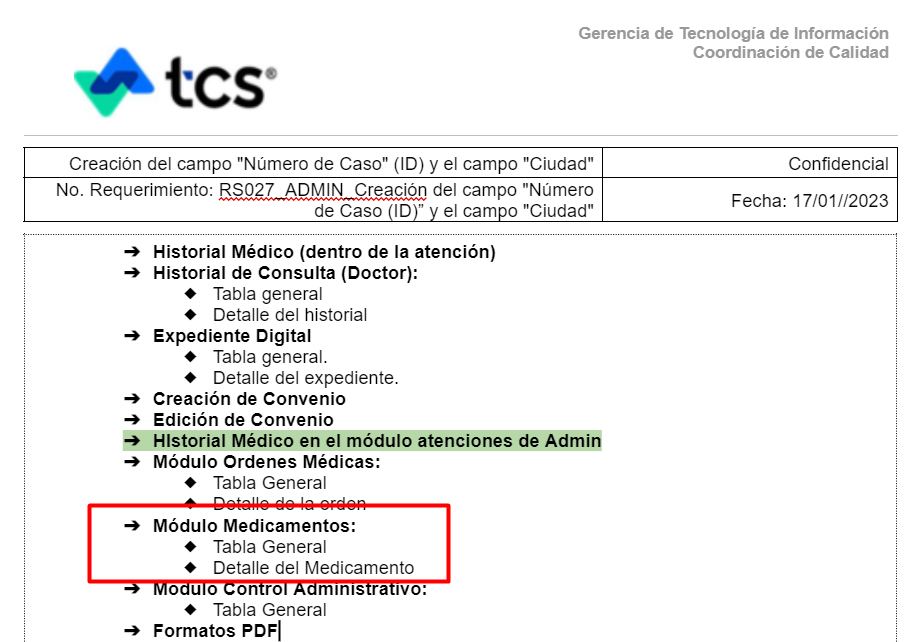 Gerencia de Tecnología de Información
Coordinación de Calidad
tcs®
Creación del campo "Número de Caso" (ID) y el campo "Ciudad"
Confidencial
No. Requerimiento: RS027_ADMIN_Creación del campo "Número
de Caso (ID)” y el campo "Ciudad"
Fecha: 17/01//2023
➔ Historial Médico (dentro de la atención)
➔ Historial de Consulta (Doctor):
◆ Tabla general
◆ Detalle del historial
➔ Expediente Digital
◆ Tabla general.
◆ Detalle del expediente.
➔ Creación de Convenio
➔ Edición de Convenio
➔ HIstorial Médico en el módulo atenciones de Admin
➔ Módulo Ordenes Médicas:
◆ Tabla General
◆ Detalle de la orden
➔ Módulo Medicamentos:
◆ Tabla General
◆ Detalle del Medicamento
➔ Modulo Control Administrativo:
◆ Tabla General
➔ Formatos PDF